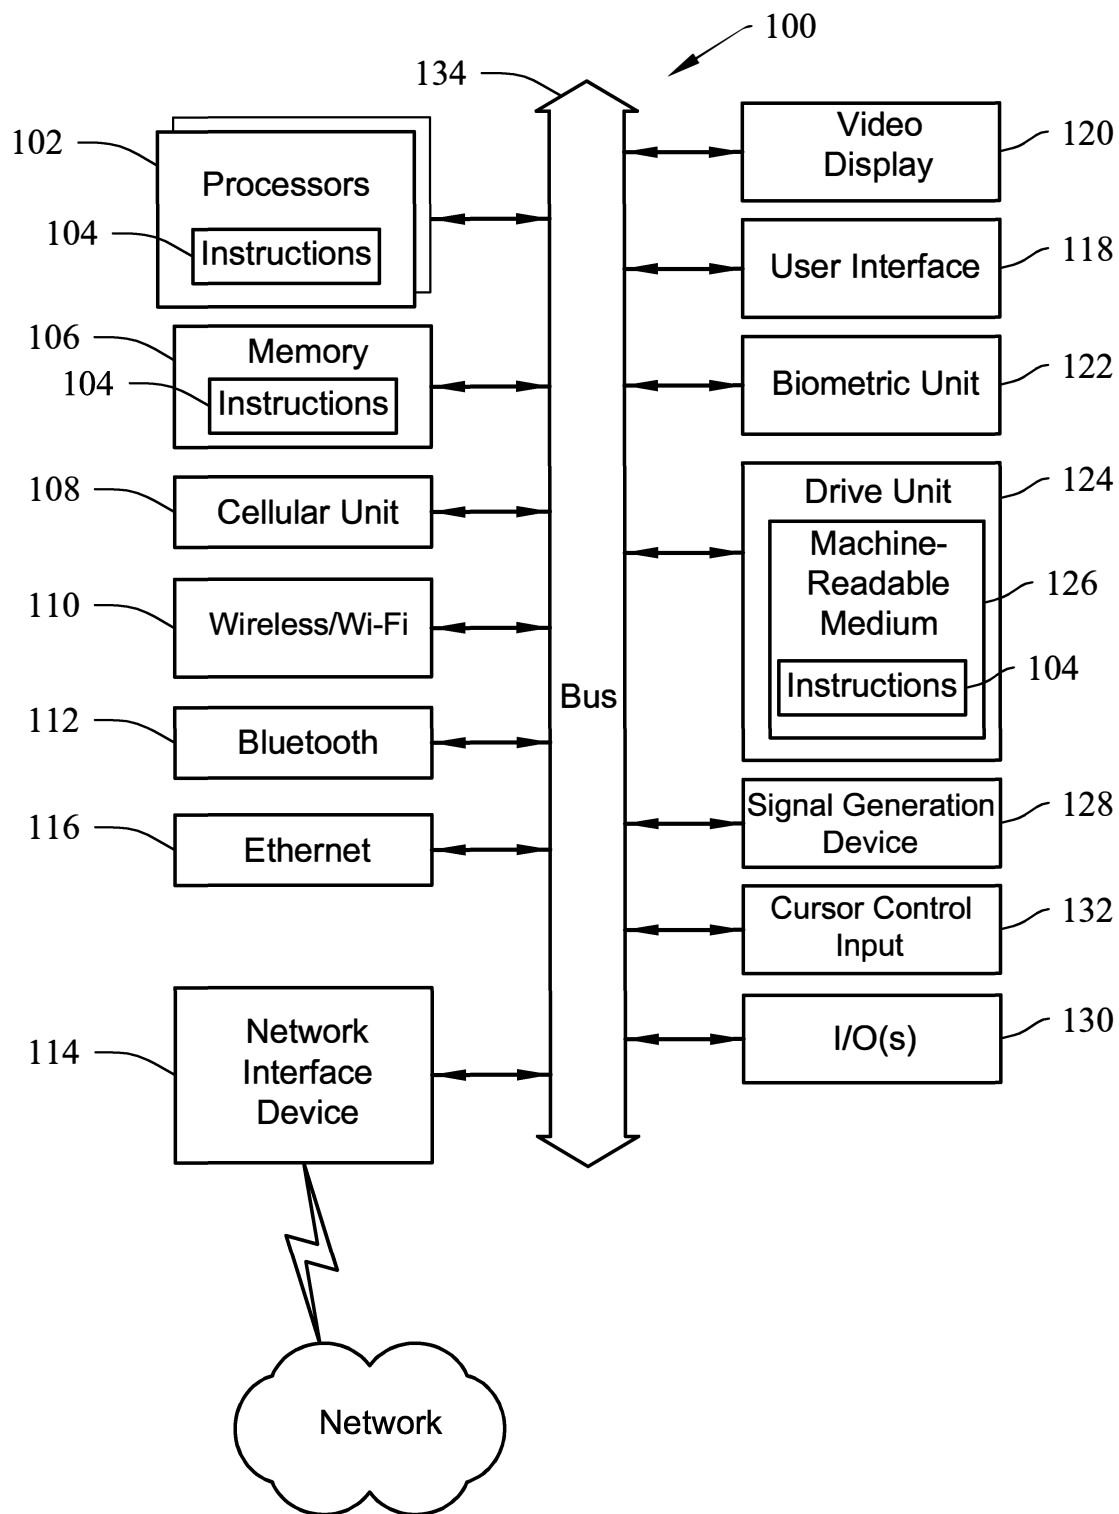 100
134
102
Processors
104
Instructions
106
Memory
104
Instructions
108
Cellular Unit
110
Wireless/Wi-Fi
112
Bluetooth
116
Ethernet
114
Network
Interface
Device
Network
Bus
Video
Display
120
User Interface
118
Biometric Unit
122
Drive Unit
124
Machine-
Readable
Medium
126
Instructions
104
Signal Generation
Device
128
Cursor Control
Input
132
I/O(s)
130